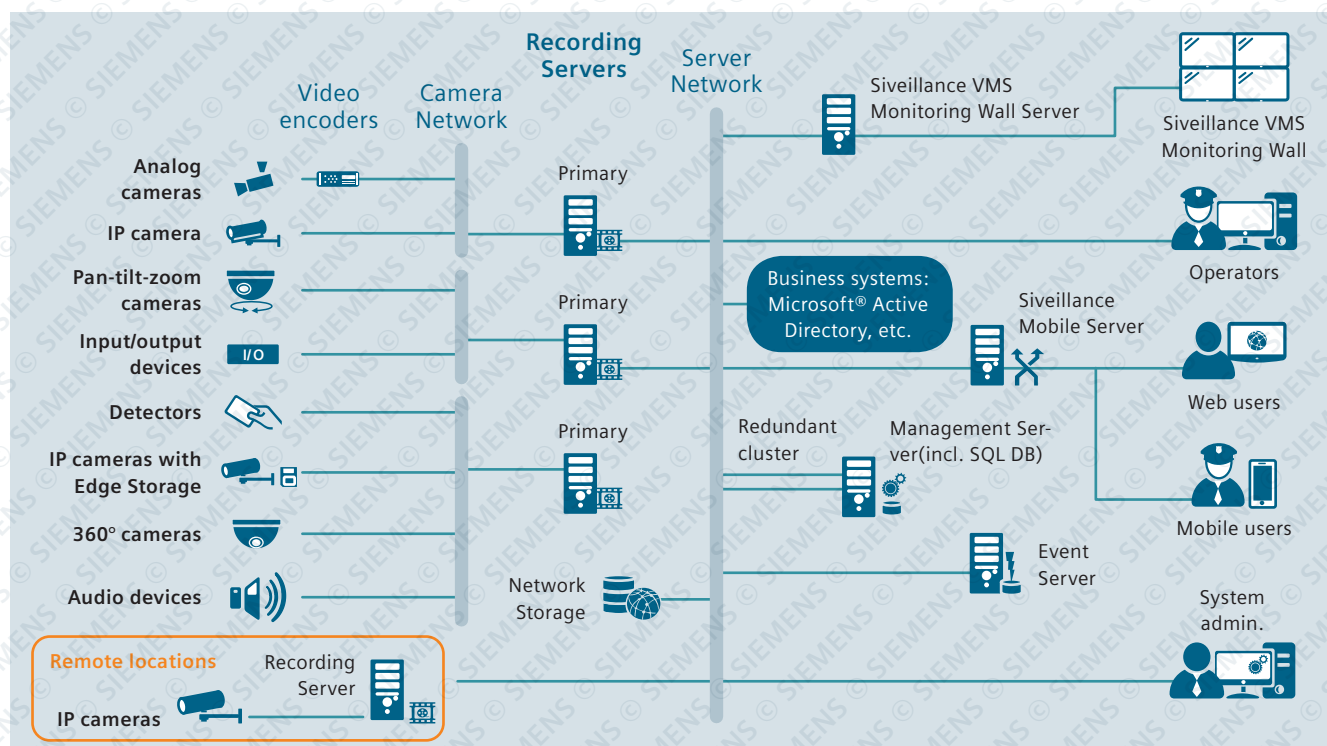 Recording
Servers
Server
Network
Video
encoders
Camera
Network
Siveillance VMS
Monitoring Wall Server
Siveillance VMS
Monitoring Wall
Analog
cameras
Primary
IP camera
Operators
Pan-tilt-zoom
cameras
Primary
Business systems:
Microsoft® Active
Directory, etc.
Siveillance
Mobile Server
Input/output
devices
I/O
Web users
Detectors
Primary
Redundant
cluster
Management Ser-
ver(incl. SQL DB)
IP cameras with
Edge Storage
360° cameras
Mobile users
Event
Server
Audio devices
Network
Storage
System
admin.
Remote locations
Recording
Server
IP cameras
© SIEMENS